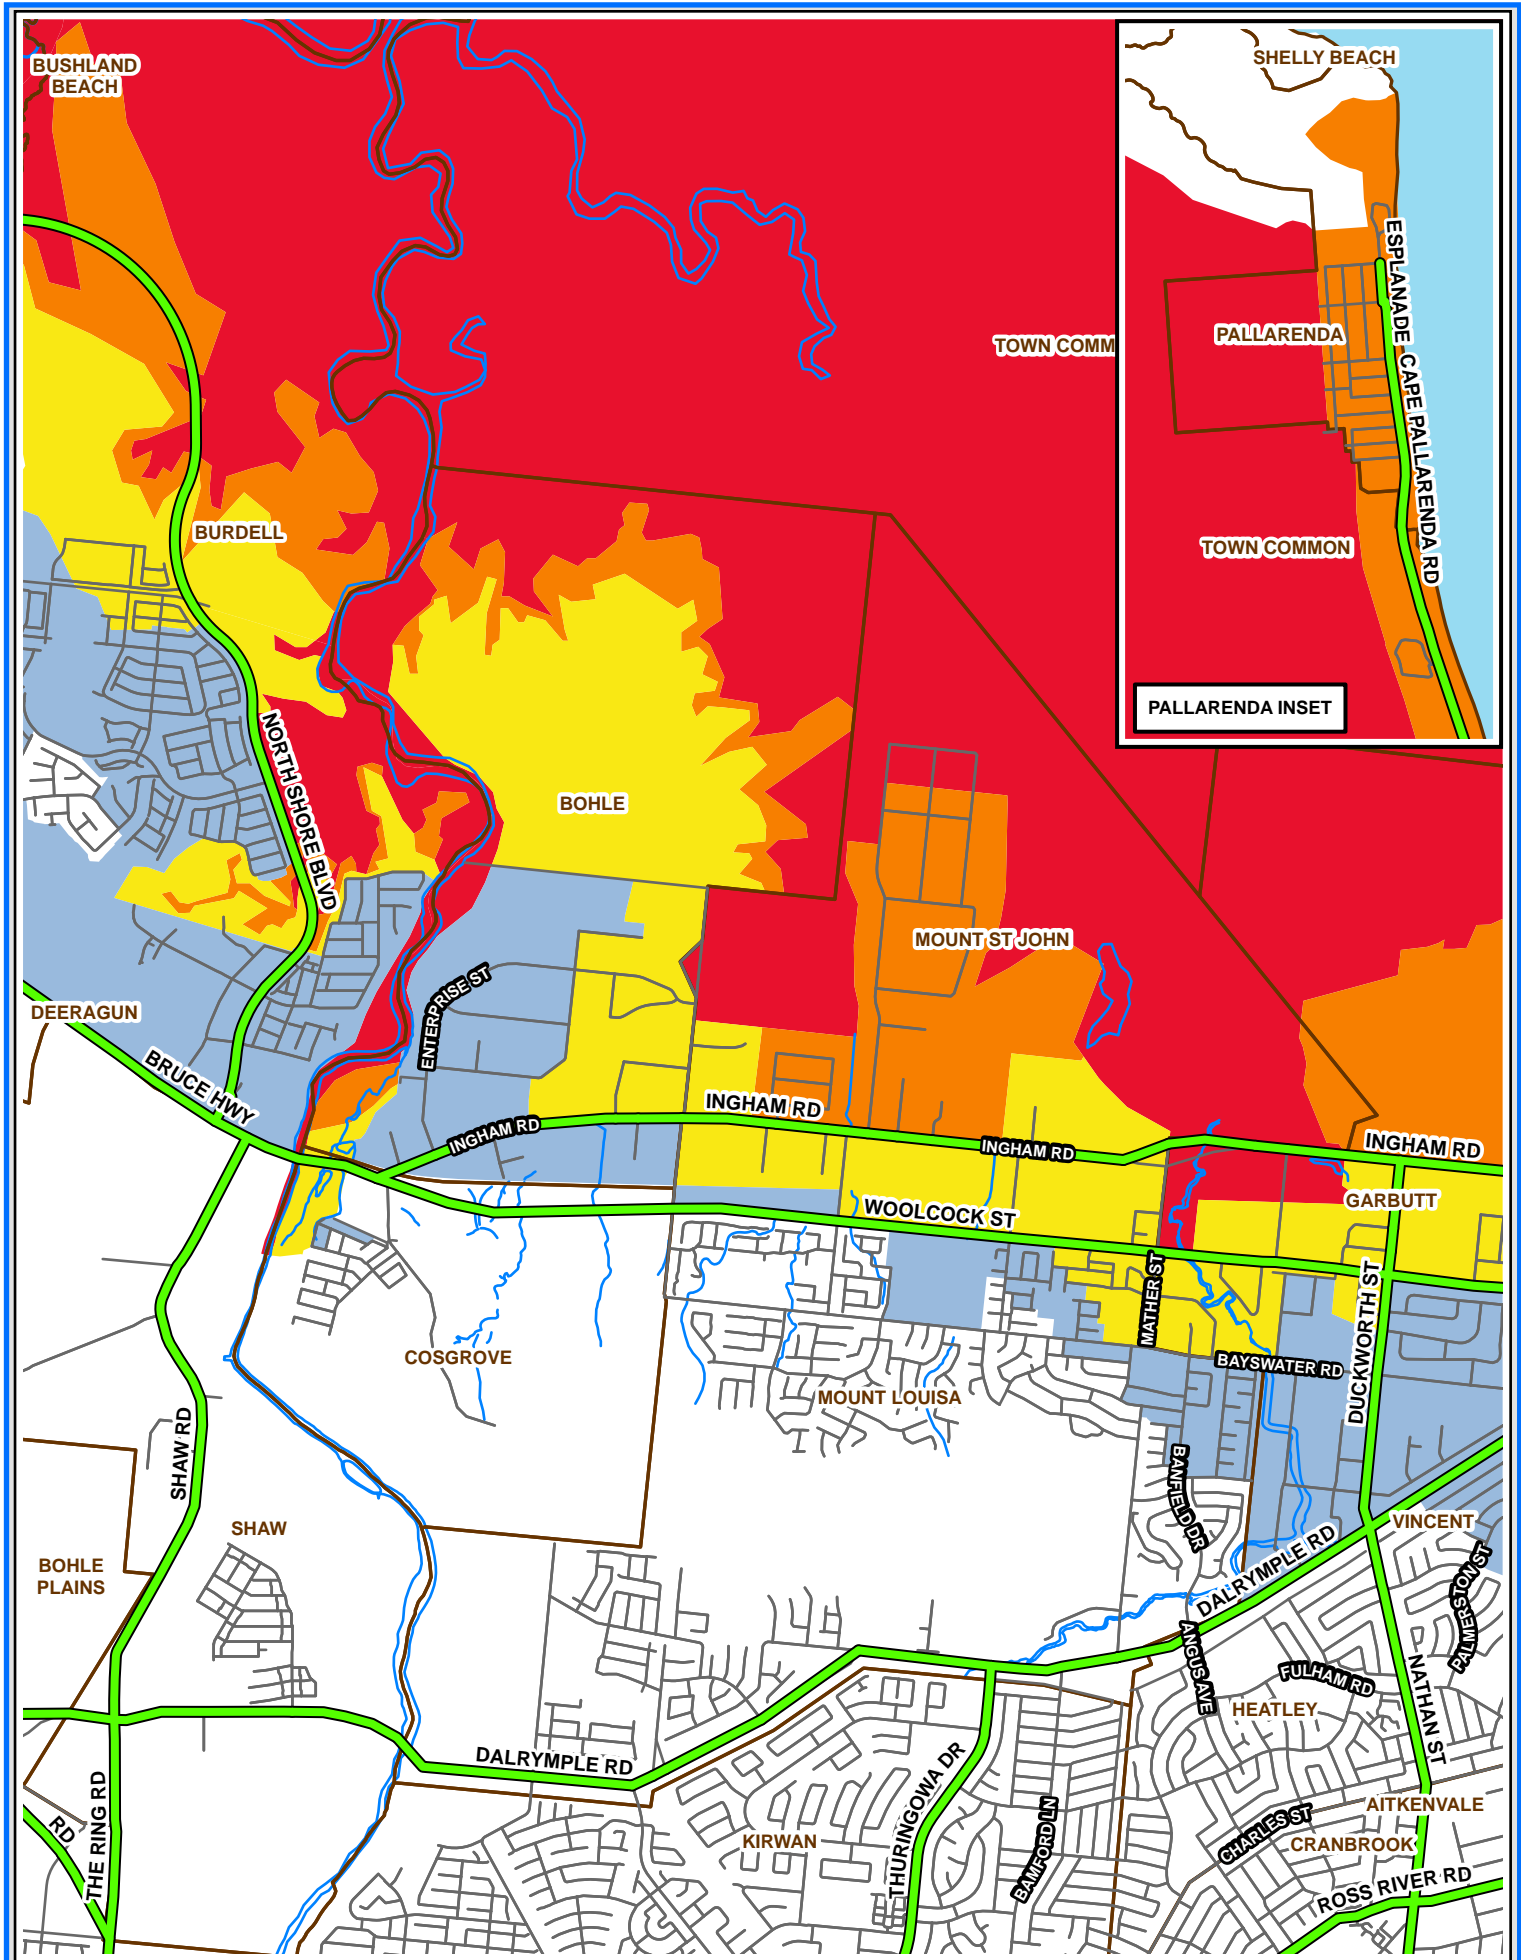 BUSHLAND
BEACH
SHELLY BEACH
ESPLANADE
PALLARENDA
TOWN COMM
CAPE PALLARENDA RD
TOWN COMMON
PALLARENDA INSET
BURDELL
NORTH SHORE BLVD
BOHLE
MOUNT ST JOHN
ENTERPRISE ST
DEERAGUN
BRUCE HWY
INGHAM RD
INGHAM RD
INGHAM RD
INGHAM RD
GARBUTT
WOOLCOCK ST
MATHER ST
DUCKWORTH ST
COSGROVE
BAYSWATER RD
MOUNT LOUISA
SHAW RD
BANFIELD DR
SHAW
VINCENT
BOHLE
PLAINS
DALRYMPLE RD
PALMERSTON ST
ANGUS AVE
FULHAM RD
NATHAN ST
HEATLEY
DALRYMPLE RD
THURINGOWA DR
THE RING RD
RD
AITKENVALE
CHARLES ST
KIRWAN
CRANBROOK
BAMFORD LN
ROSS RIVER RD